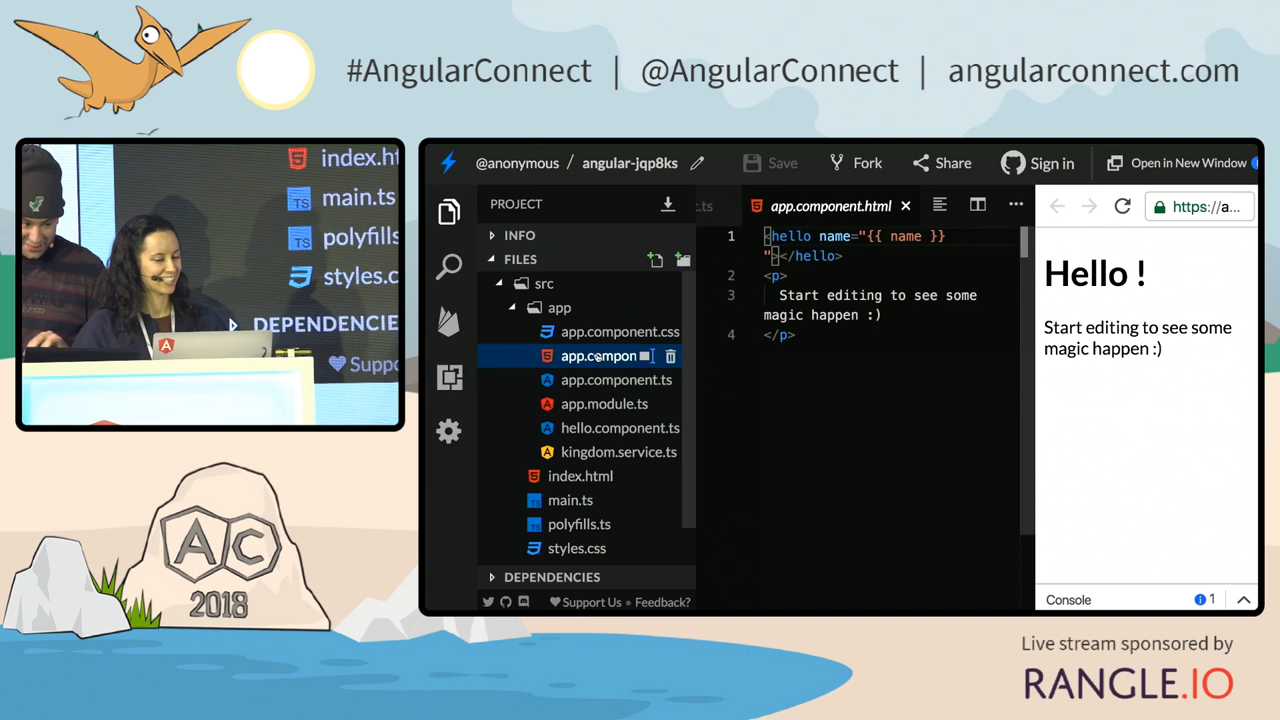 #AngularConnect | @AngularConnect | angularconnect.com
index.ht
main.ts
polyfills
styles.c
DEPENDENCIE
Suppo
@anonymous / angular-jqp8ks
Save
Fork
Share
Sign in
Open in New Window
PROJECT
INFO
FILES
src
app
app.component.css
app.compon
app.component.ts
app.module.ts
hello.component.ts
kingdom.service.ts
index.html
main.ts
polyfills.ts
styles.css
DEPENDENCIES
Support Us • Feedback?
.ts
app.component.html
1 <hello name="{{ name }}
"></hello>
2 <p>
3 Start editing to see some
magic happen :)
4 </p>
https://a...
Hello !
Start editing to see some
magic happen :)
Console
1
AC
2018
Live stream sponsored by
RANGLE.IO